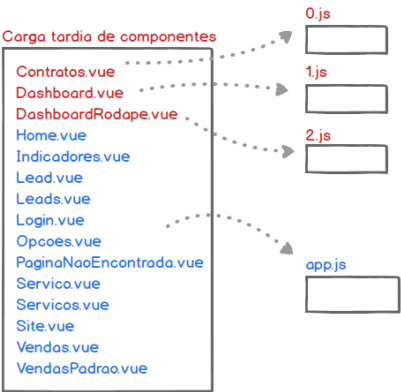 Carga tardia de componentes
Contratos.vue
Dashboard.vue
DashboardRodape.vue
Home.vue
Indicadores.vue
Lead.vue
Leads.vue
Login.vue
Opcoes.vue
PaginaNaoEncontrada.vue
Servico.vue
Servicos.vue
Site.vue
Vendas.vue
VendasPadrao.vue
0.js
1.js
2.js
app.js